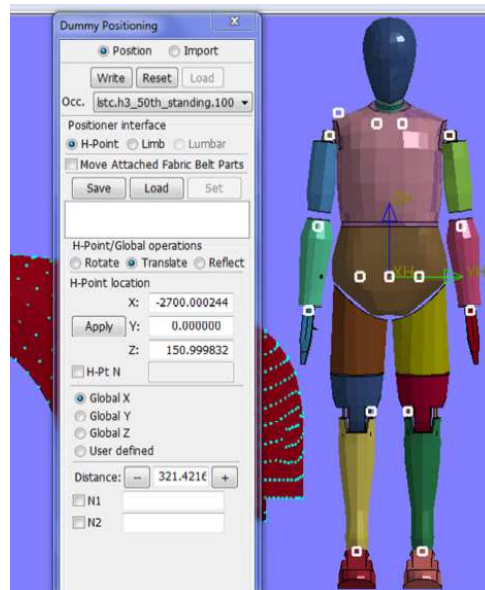 Dummy Positioning X
Position Import
Write Reset Load
Occ. lstc.h3_50th_standing.100
Positioner interface
H-Point Limb Lumbar
Move Attached Fabric Belt Parts
Save Load Set
H-Point/Global operations
Rotate Translate Reflect
H-Point location
X: -2700.000244
Apply Y: 0.000000
Z: 150.999832
H-Pt N
Global X
Global Y
Global Z
User defined
Distance: -- 321.4216 +
N1
N2